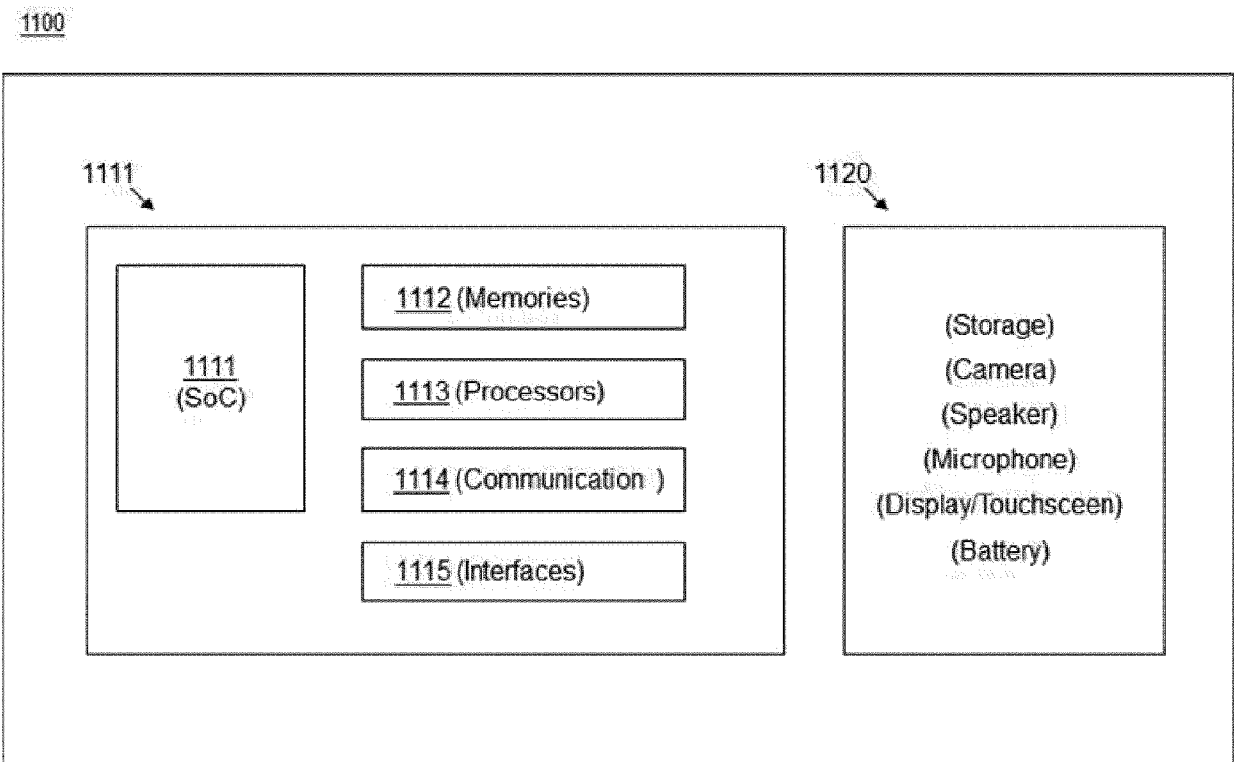 1100
1111
1120
1111
(SoC)
1112 (Memories)
1113 (Processors)
1114 (Communication )
1115 (Interfaces)
(Storage)
(Camera)
(Speaker)
(Microphone)
(Display/Touchsceen)
(Battery)